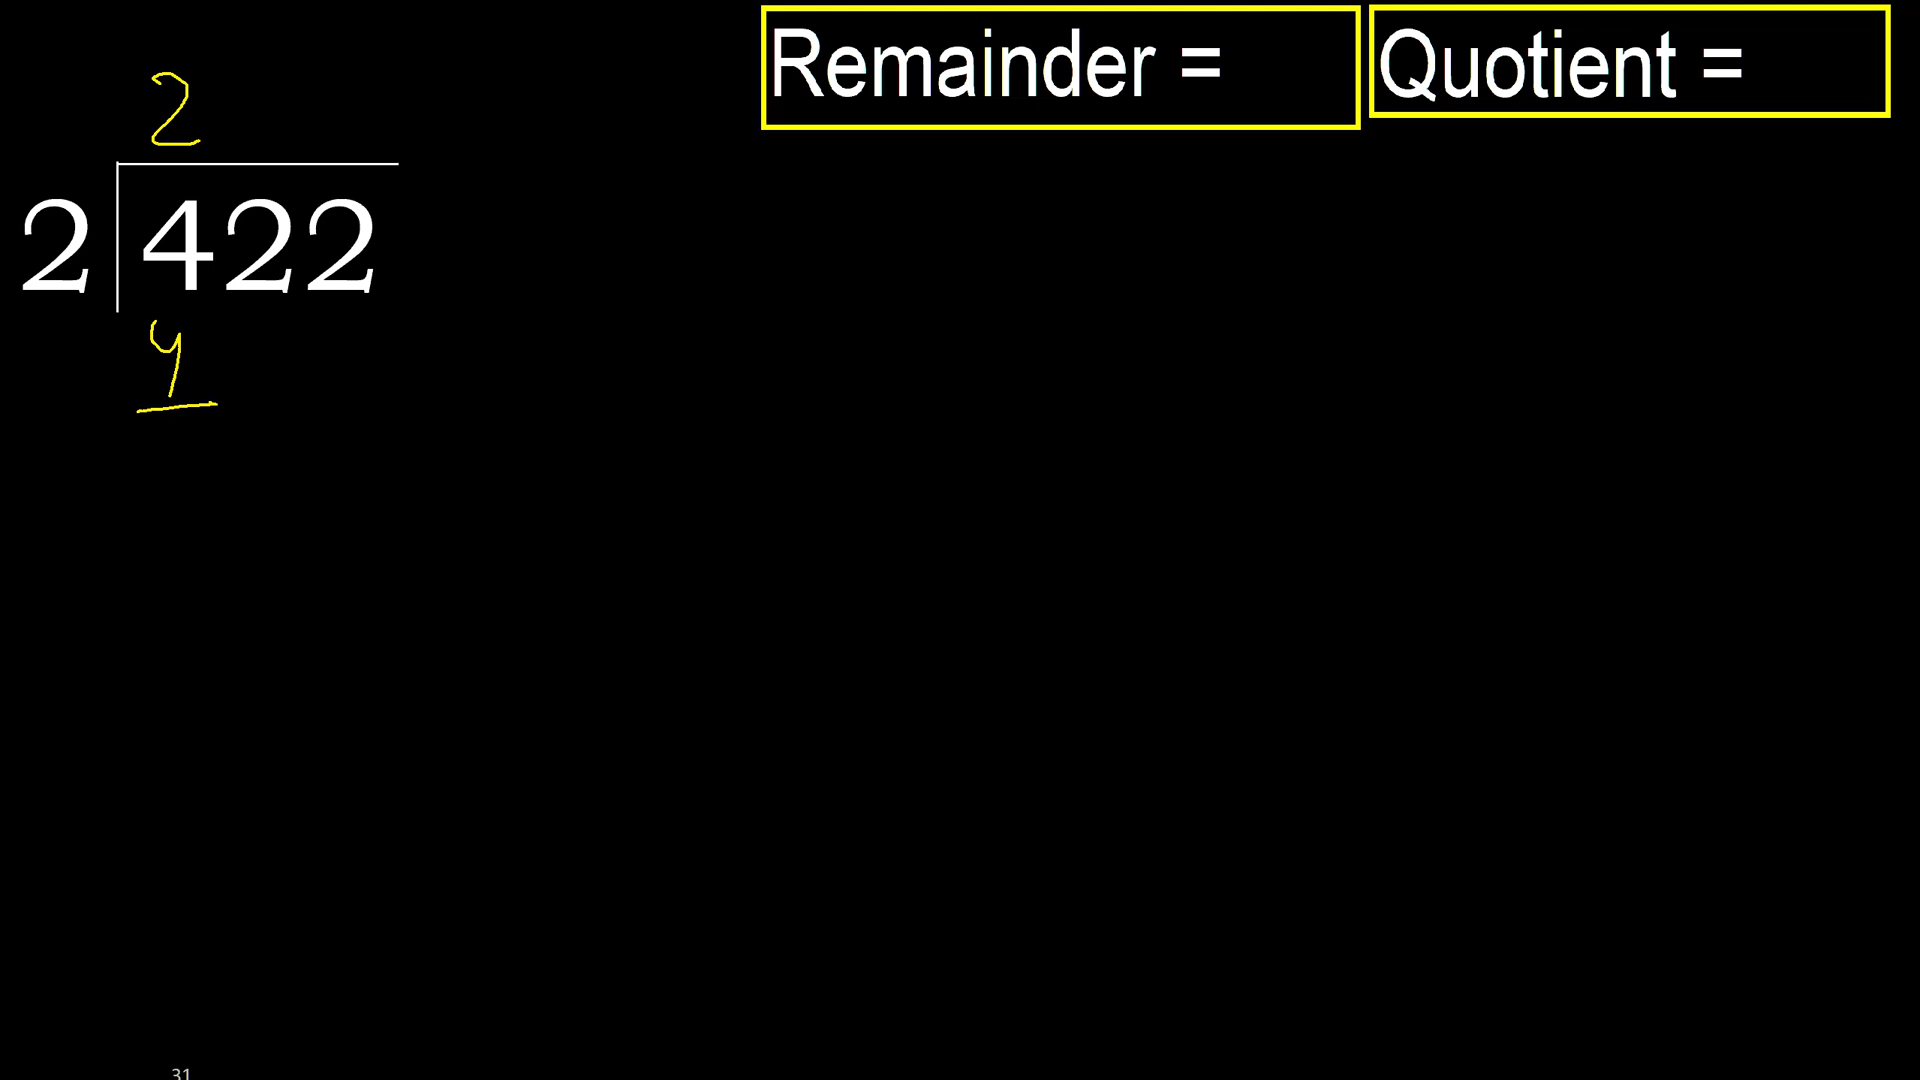 Remainder = Quotient =
2
2 422
4
31